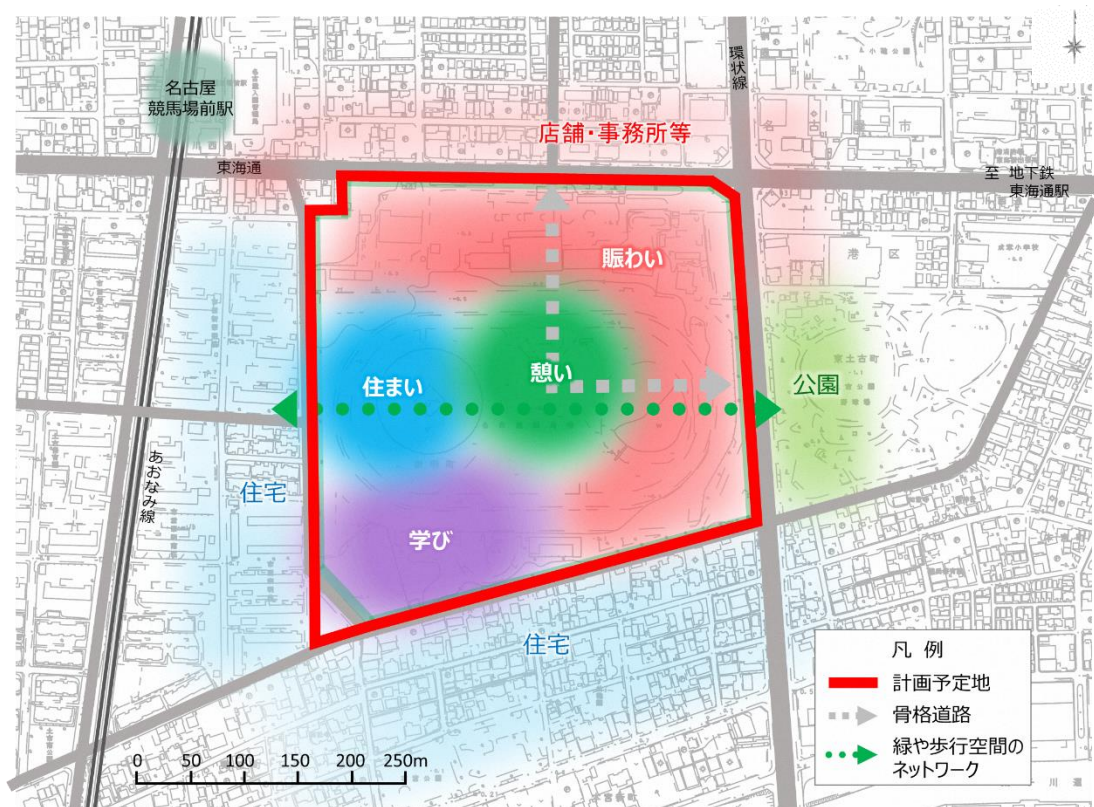 名古屋
競馬場前駅
環状線
店舗・事務所等
東海通
至 地下鉄
東海通駅
名
市
港 区
賑わい
住まい
憩い
公園
あおなみ線
住宅
学び
住宅
凡 例
計画予定地
骨格道路
緑や歩行空間の
ネットワーク
0 50 100 150 200 250m